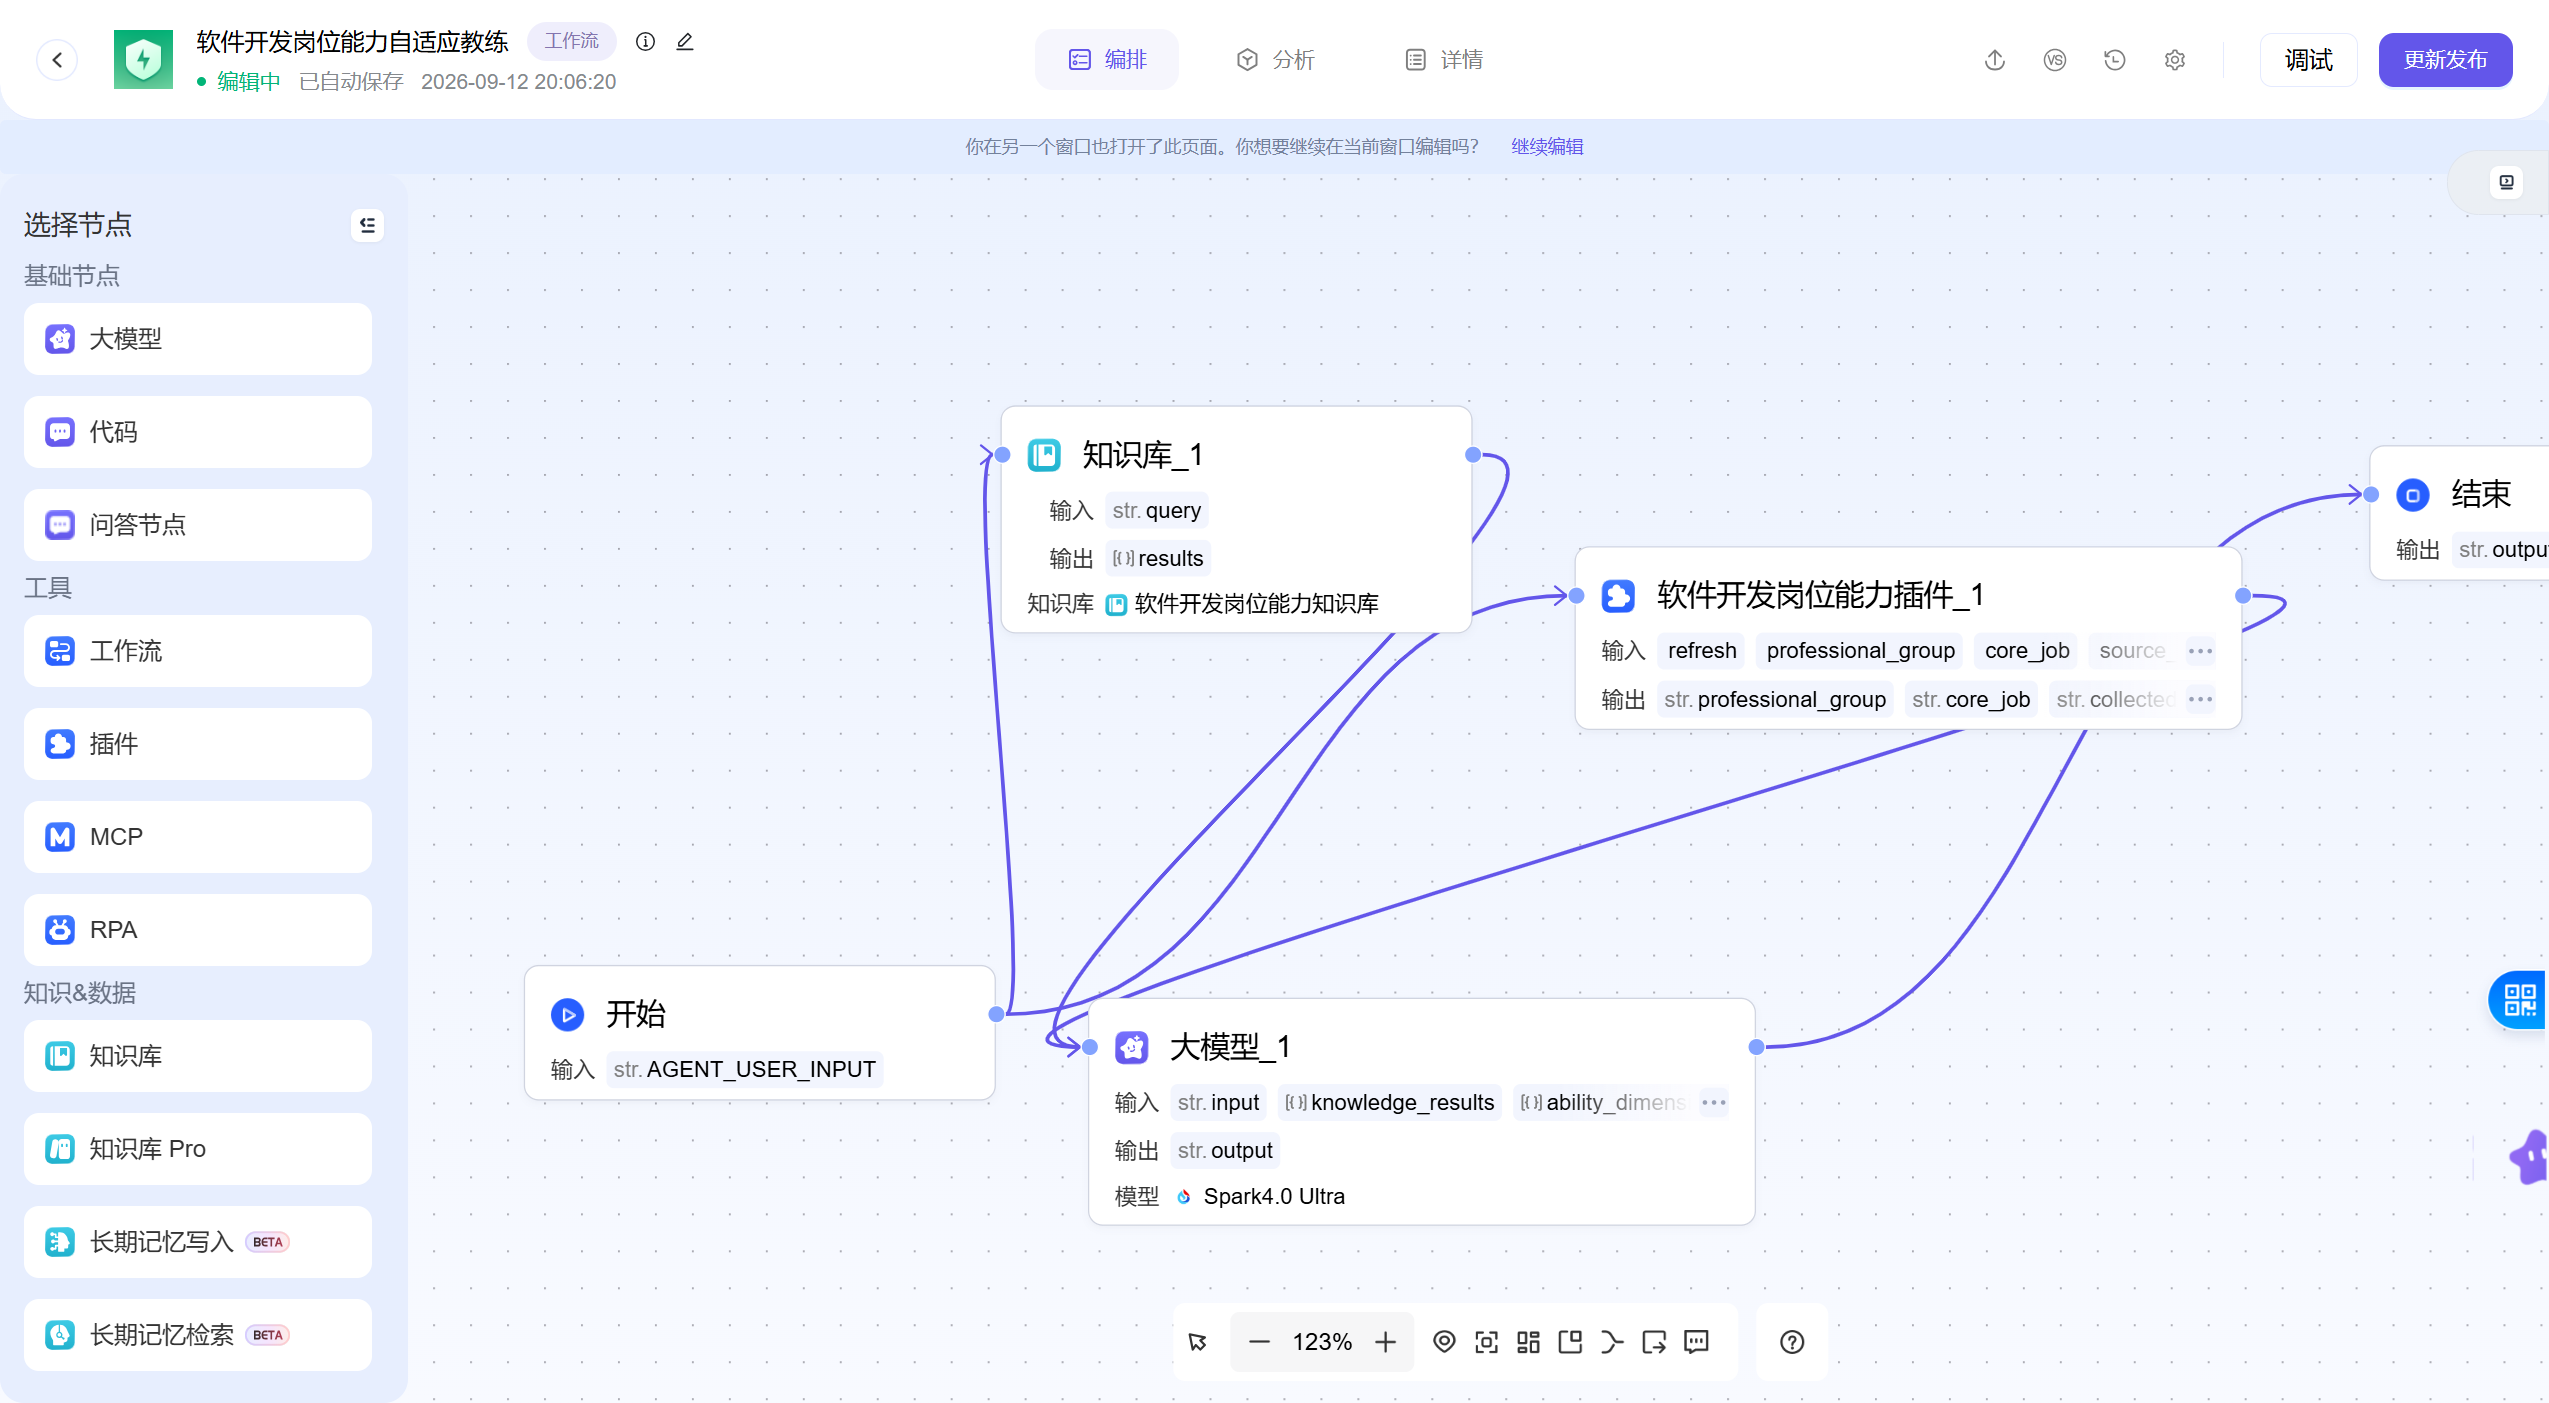 软件开发岗位能力自适应教练 工作流
编辑中 已自动保存 2026-09-12 20:06:20
编排 分析 详情
VS
调试 更新发布
你在另一个窗口也打开了此页面。你想要继续在当前窗口编辑吗？ 继续编辑
选择节点
基础节点
大模型
代码
问答节点
工具
工作流
插件
MCP
RPA
知识&数据
知识库
知识库 Pro
长期记忆写入 BETA
长期记忆检索 BETA
知识库_1
输入 str. query
输出 [{}] results
知识库 软件开发岗位能力知识库
软件开发岗位能力插件_1
输入 refresh professional_group core_job source_ ...
输出 str. professional_group str. core_job str. collected ...
结束
输出 str. outpu
开始
输入 str. AGENT_USER_INPUT
大模型_1
输入 str. input [{}] knowledge_results [{}] ability_dimens ...
输出 str. output
模型 Spark4.0 Ultra
123%